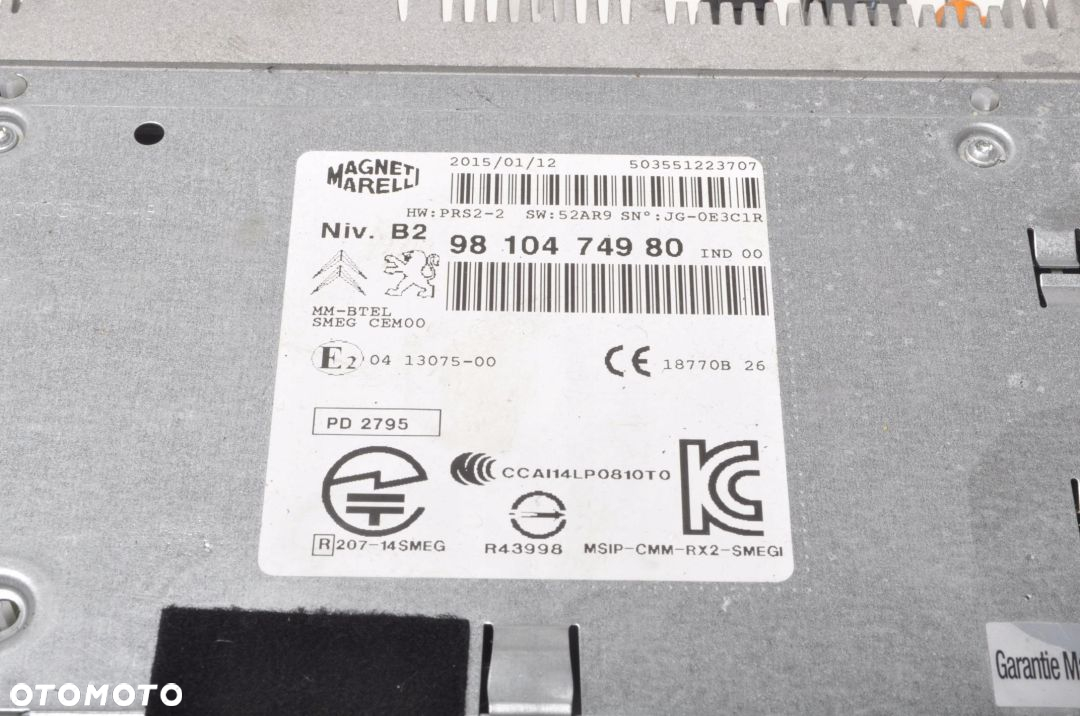 MAGNETI
MARELLI
2015/01/12 503551223707
HW:PRS2-2 SW:52AR9 SN°:JG-0E3C1R
Niv. B2
98 104 749 80 IND 00
MM-BTEL
SMEG CEM00
E2 04 13075-00
CE 18770B 26
PD 2795
CCAI14LP0810T0
R 207-14SMEG
R43998
MSIP-CMM-RX2-SMEGI
Garantie
OTOMOTO